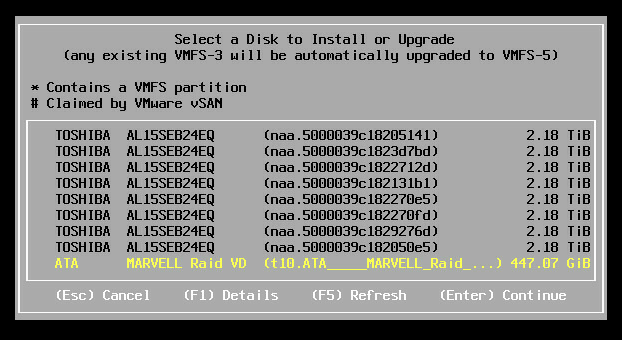 Select a Disk to Install or Upgrade
(any existing VMFS-3 will be automatically upgraded to VMFS-5)
* Contains a VMFS partition
# Claimed by VMware vSAN
TOSHIBA AL15SEB24EQ (naa.5000039c18205141) 2.18 TiB
TOSHIBA AL15SEB24EQ (naa.5000039c1823d7bd) 2.18 TiB
TOSHIBA AL15SEB24EQ (naa.5000039c1822712d) 2.18 TiB
TOSHIBA AL15SEB24EQ (naa.5000039c182131b1) 2.18 TiB
TOSHIBA AL15SEB24EQ (naa.5000039c182270e5) 2.18 TiB
TOSHIBA AL15SEB24EQ (naa.5000039c182270fd) 2.18 TiB
TOSHIBA AL15SEB24EQ (naa.5000039c1829276d) 2.18 TiB
TOSHIBA AL15SEB24EQ (naa.5000039c182050e5) 2.18 TiB
ATA MARVELL Raid VD (t10.ATA_____MARVELL_Raid_...) 447.07 GiB
(Esc) Cancel (F1) Details (F5) Refresh (Enter) Continue